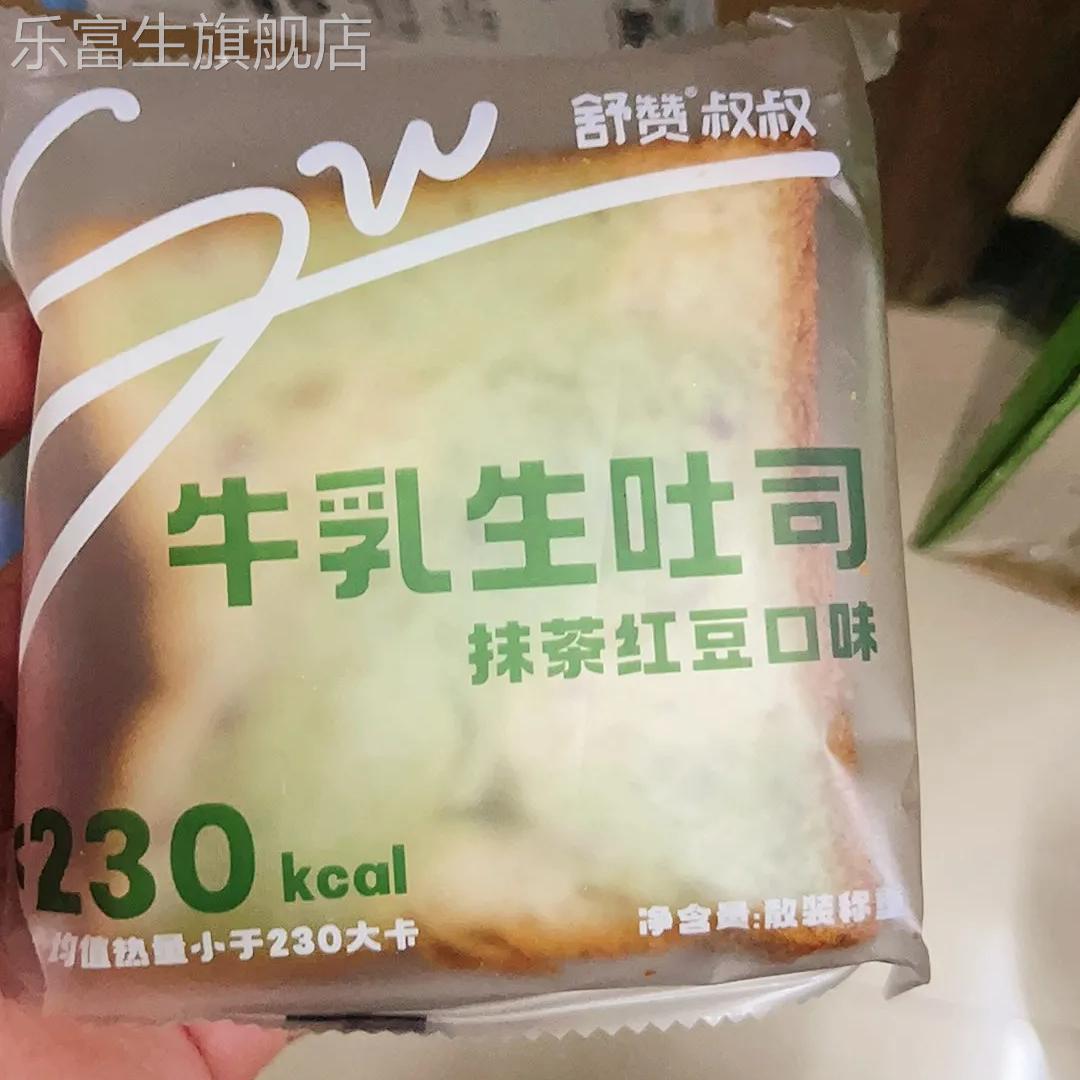 乐富生旗舰店
舒赞®叔叔
牛乳生吐司
抹茶红豆口味
<230 kcal
均值热量小于230大卡
净含量:散装称重